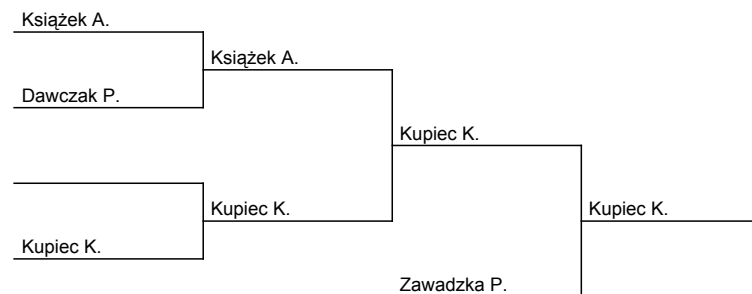 Książek A.
Książek A.
Dawczak P.
Kupiec K.
Kupiec K.
Kupiec K.
Kupiec K.
Zawadzka P.